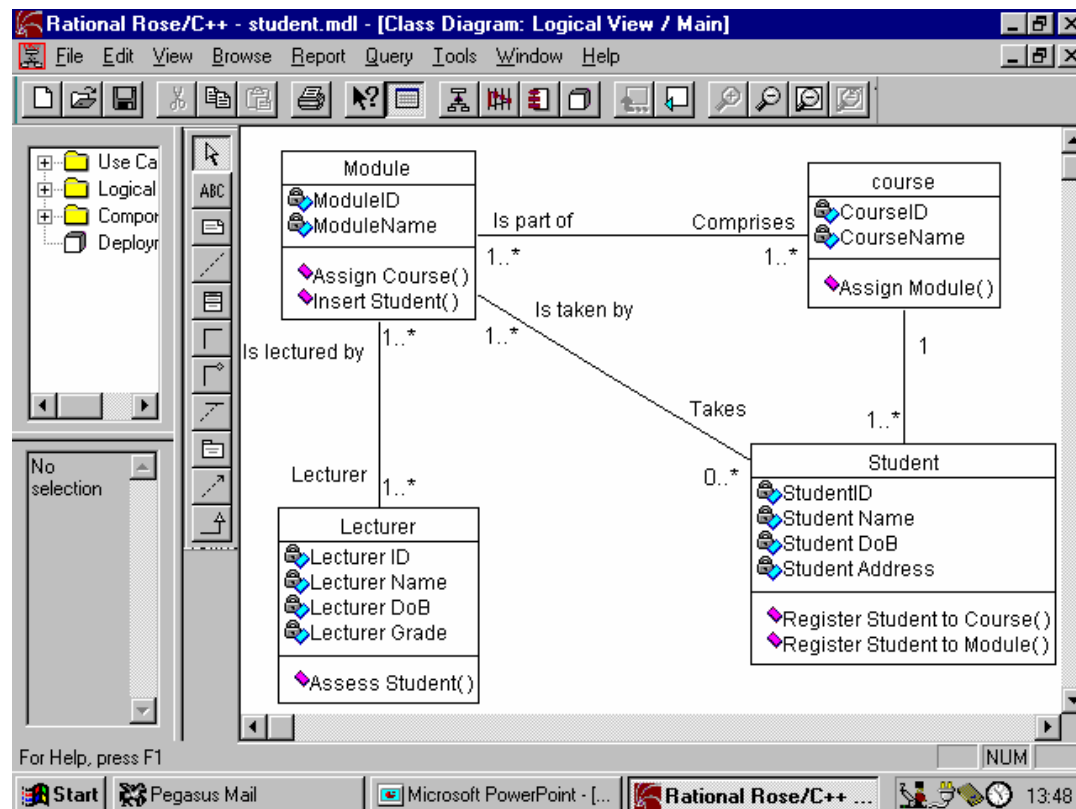 Rational Rose/C++ - student.mdl - [Class Diagram: Logical View / Main]
File Edit View Browse Report Query Tools Window Help
Use Ca
Logical
Compor
Deployr
ABC
No
selection
Module
ModuleID
ModuleName
Assign Course()
Insert Student()
Is part of
Comprises
1..*
1..*
course
CourseID
CourseName
Assign Module()
Is taken by
1..*
Takes
0..*
1
1..*
Is lectured by
1..*
Lecturer
1..*
Lecturer
Lecturer ID
Lecturer Name
Lecturer DoB
Lecturer Grade
Assess Student()
Student
StudentID
Student Name
Student DoB
Student Address
Register Student to Course()
Register Student to Module()
For Help, press F1
NUM
Start Pegasus Mail Microsoft PowerPoint - [... Rational Rose/C++ ... 13:48